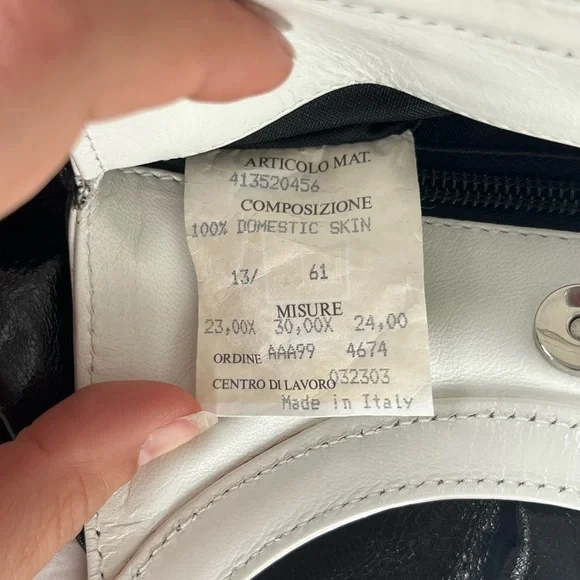 ARTICOLO MAT.
413520456
COMPOSIZIONE
100% DOMESTIC SKIN
13/ 61
MISURE
23,00X 30,00X 24,00
ORDINE AAA99 4674
CENTRO DI LAVORO 032303
Made in Italy